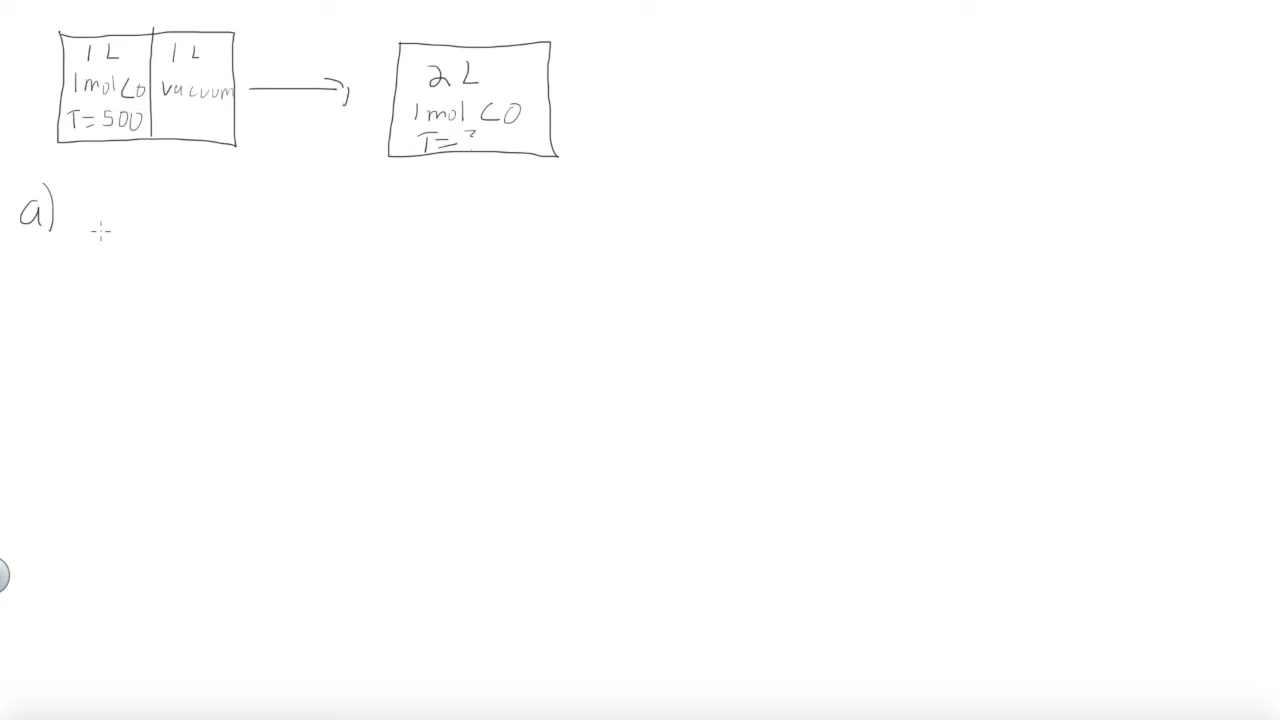 1 L
1 mol CO
T=500
1 L
vacuum
2 L
1 mol CO
T=?
a)